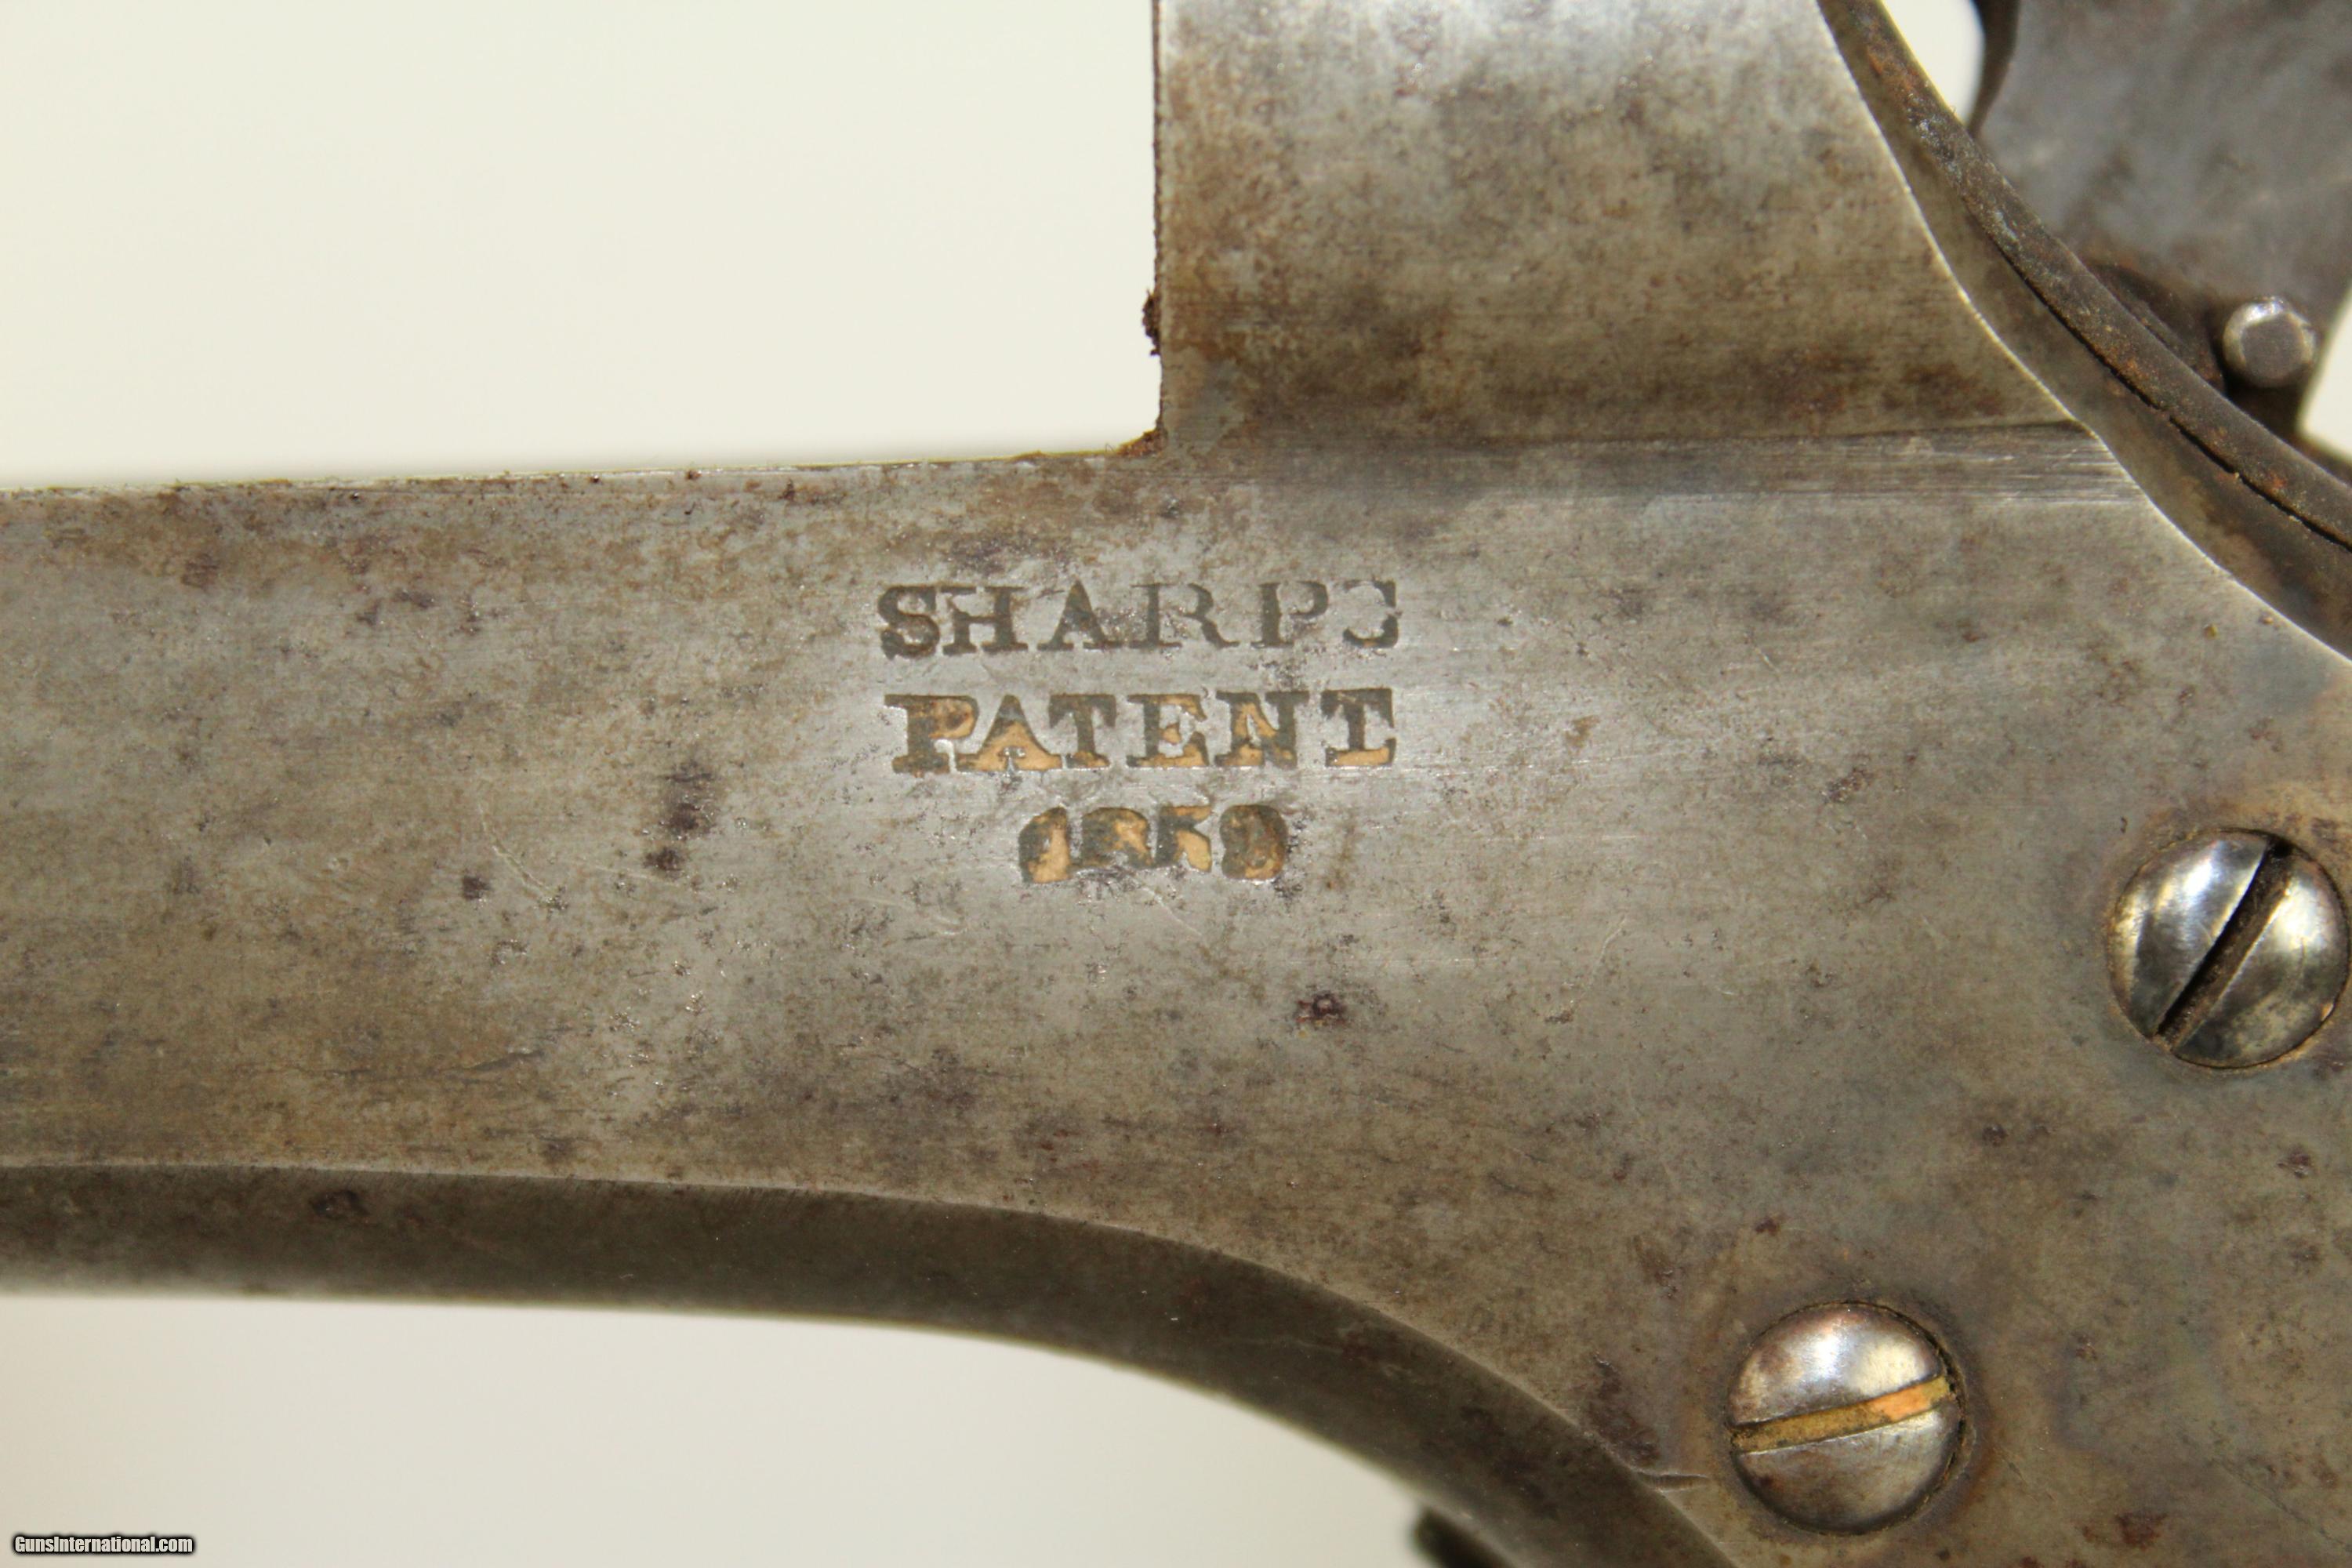 SHARPS
PATENT
1859
GunsInternational.com